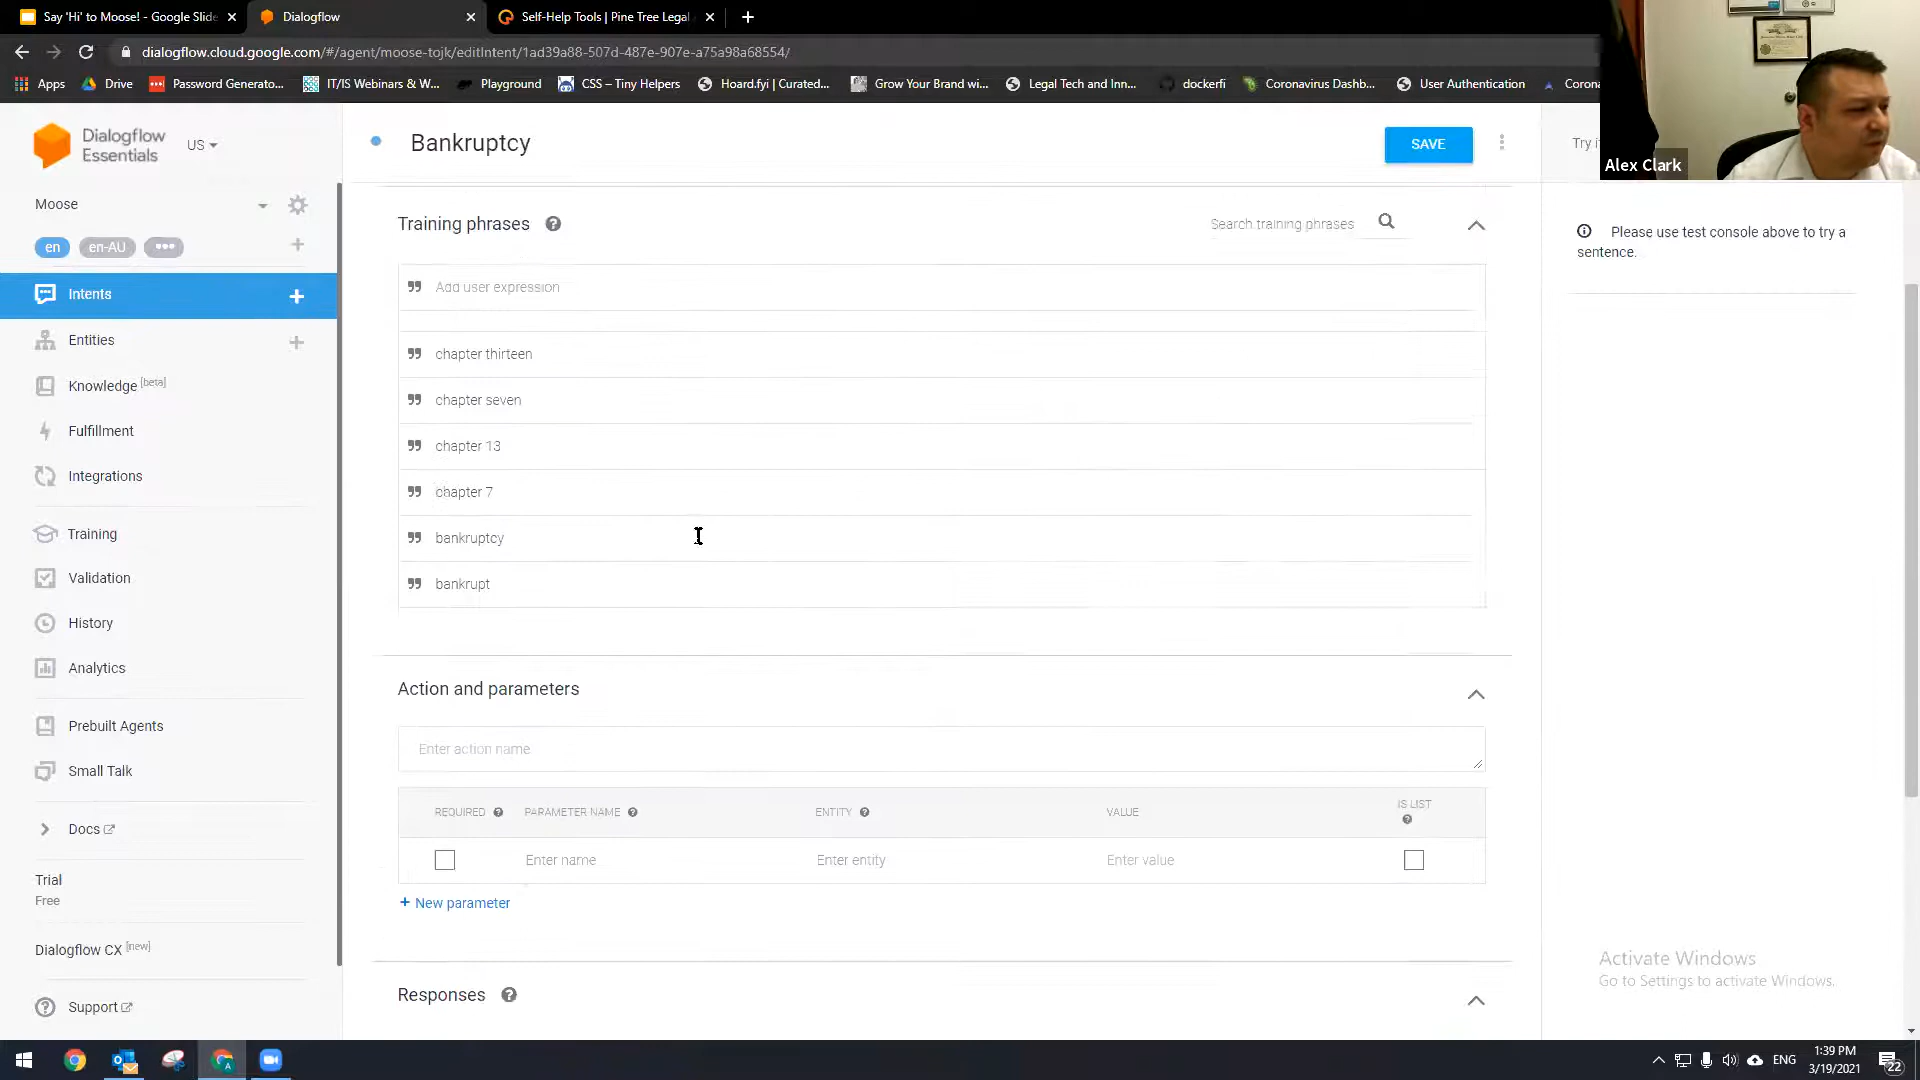 Say 'Hi' to Moose! - Google Slide
Dialogflow
Self-Help Tools | Pine Tree Legal
dialogflow.cloud.google.com/#/agent/moose-tojk/editIntent/1ad39a88-507d-487e-907e-a75a98a68554/
Apps
Drive
Password Generato...
IT/IS Webinars & W...
Playground
CSS – Tiny Helpers
Hoard.fyi | Curated...
Grow Your Brand wi...
Legal Tech and Inn...
dockerfi
Coronavirus Dashb...
User Authentication
Corona
Dialogflow
Essentials
US
Bankruptcy
SAVE
Try i
Alex Clark
Moose
en
en-AU
Intents
Entities
Knowledge [beta]
Fulfillment
Integrations
Training
Validation
History
Analytics
Prebuilt Agents
Small Talk
Docs
Trial
Free
Dialogflow CX [new]
Support
Training phrases
Search training phrases
Add user expression
chapter thirteen
chapter seven
chapter 13
chapter 7
bankruptcy
bankrupt
Action and parameters
Enter action name
REQUIRED
PARAMETER NAME
ENTITY
VALUE
IS LIST
Enter name
Enter entity
Enter value
+ New parameter
Responses
Please use test console above to try a
sentence.
Activate Windows
Go to Settings to activate Windows.
ENG
1:39 PM
3/19/2021
22